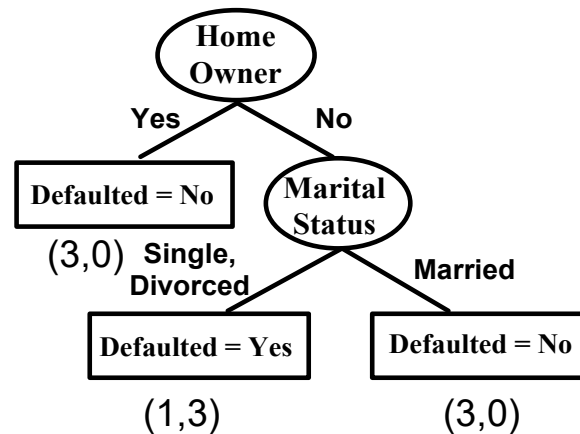 Home
Owner
Yes
No
Defaulted = No
Marital
Status
(3,0)
Single,
Divorced
Married
Defaulted = Yes
Defaulted = No
(1,3)
(3,0)